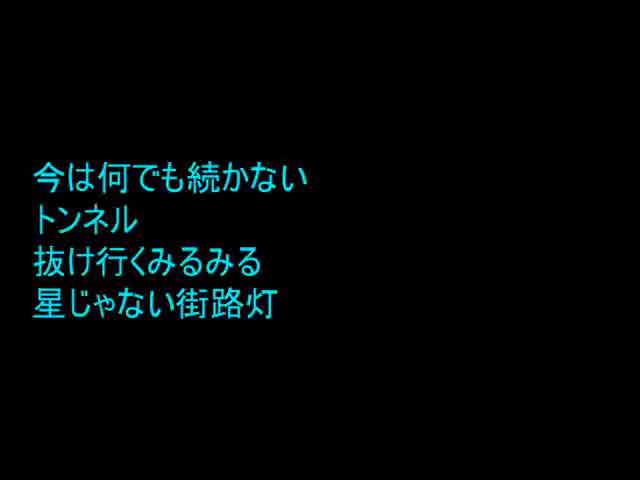 今は何でも続かない
トンネル
抜け行くみるみる
星じゃない街路灯